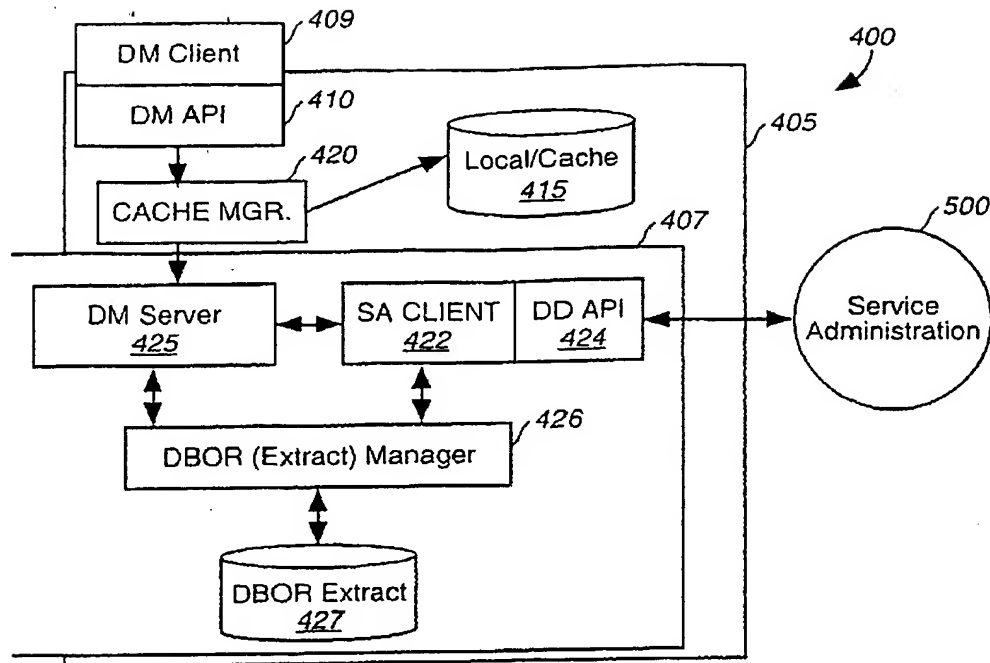 409
DM Client
400
DM API
410
405
420
Local/Cache
415
CACHE MGR.
407
500
DM Server
425
SA CLIENT
422
DD API
424
Service
Administration
426
DBOR (Extract) Manager
DBOR Extract
427